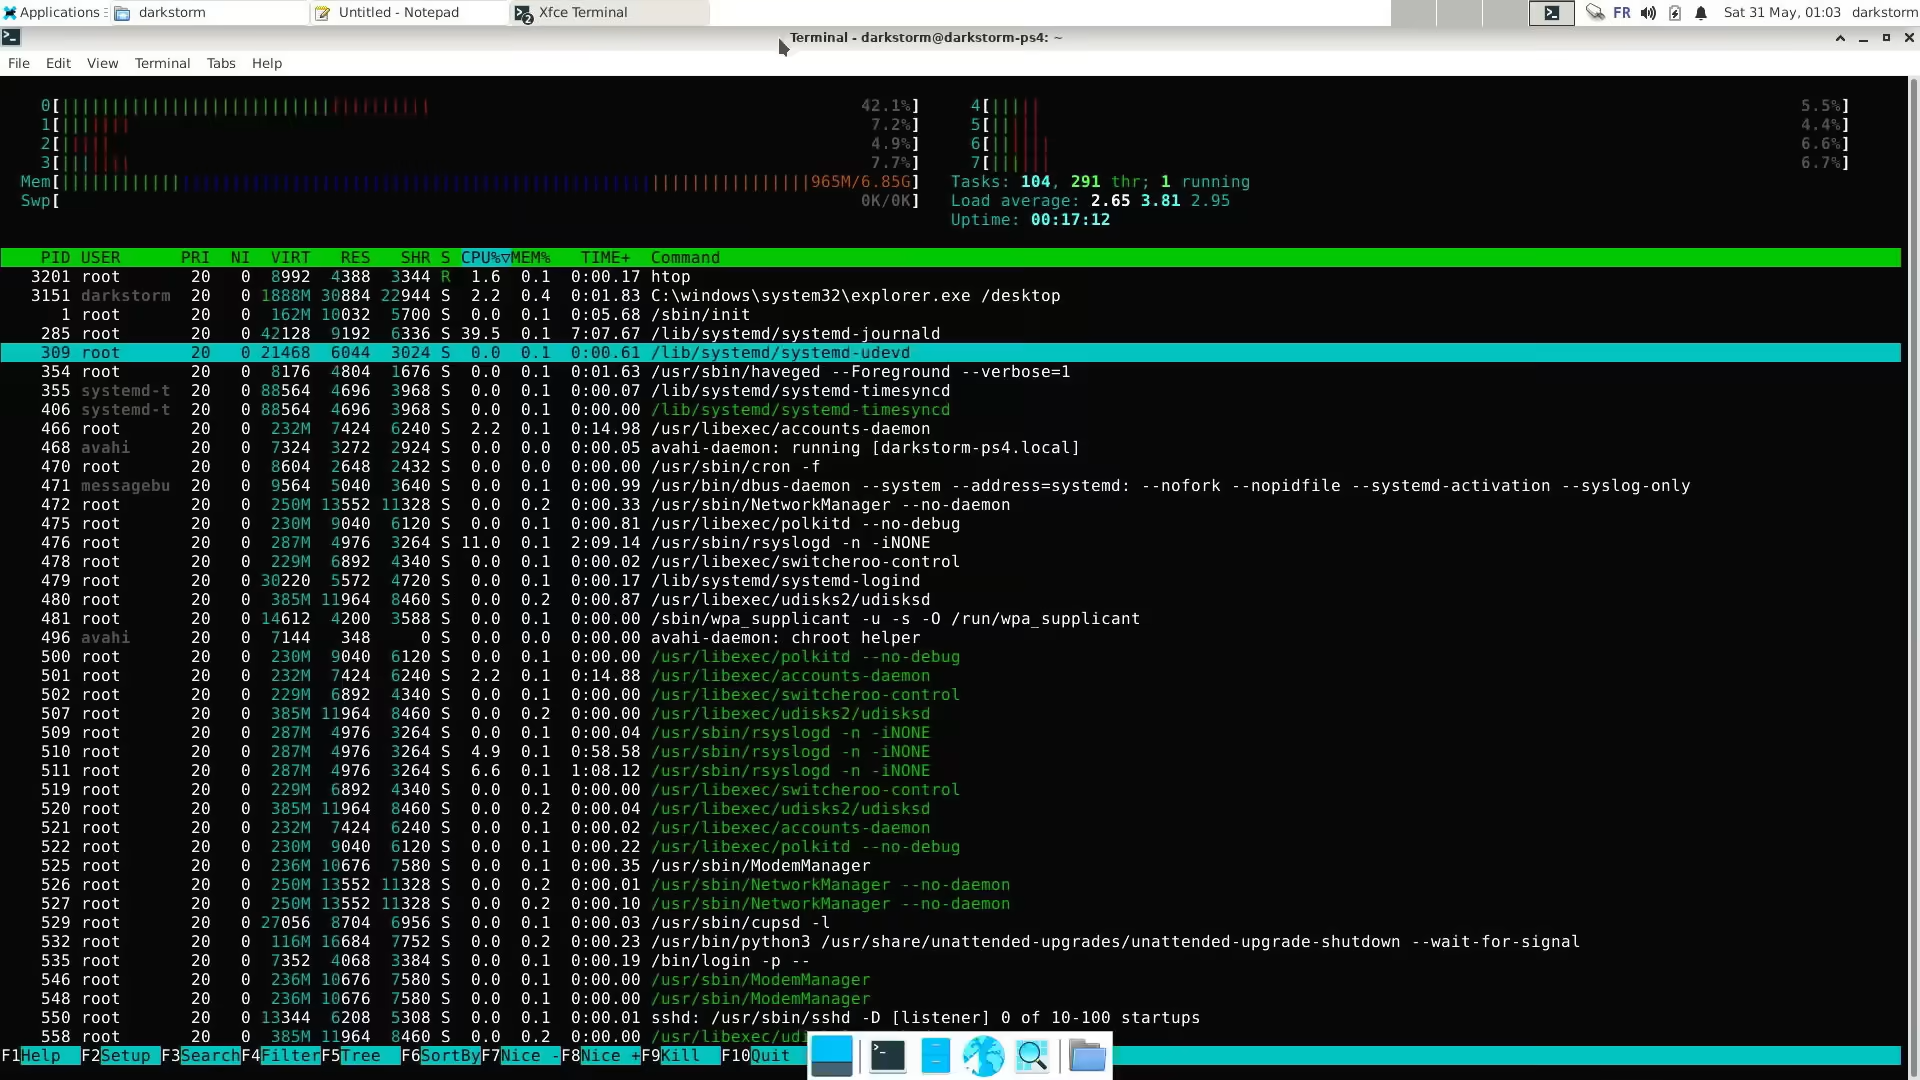 Applications darkstorm Untitled - Notepad Xfce Terminal FR Sat 31 May, 01:03 darkstorm
Terminal - darkstorm@darkstorm-ps4: ~
File Edit View Terminal Tabs Help
0[ 42.1%] 4[ 5.5%]
1[ 7.2%] 5[ 4.4%]
2[ 4.9%] 6[ 6.6%]
3[ 7.7%] 7[ 6.7%]
Mem[ 965M/6.85G] Tasks: 104, 291 thr; 1 running
Swp[ 0K/0K] Load average: 2.65 3.81 2.95
Uptime: 00:17:12
PID USER PRI NI VIRT RES SHR S CPU%▽MEM% TIME+ Command
3201 root 20 0 8992 4388 3344 R 1.6 0.1 0:00.17 htop
3151 darkstorm 20 0 1888M 30884 22944 S 2.2 0.4 0:01.83 C:\windows\system32\explorer.exe /desktop
1 root 20 0 162M 10032 5700 S 0.0 0.1 0:05.68 /sbin/init
285 root 20 0 42128 9192 6336 S 39.5 0.1 7:07.67 /lib/systemd/systemd-journald
309 root 20 0 21468 6044 3024 S 0.0 0.1 0:00.61 /lib/systemd/systemd-udevd
354 root 20 0 8176 4804 1676 S 0.0 0.1 0:01.63 /usr/sbin/haveged --Foreground --verbose=1
355 systemd-t 20 0 88564 4696 3968 S 0.0 0.1 0:00.07 /lib/systemd/systemd-timesyncd
406 systemd-t 20 0 88564 4696 3968 S 0.0 0.1 0:00.00 /lib/systemd/systemd-timesyncd
466 root 20 0 232M 7424 6240 S 2.2 0.1 0:14.98 /usr/libexec/accounts-daemon
468 avahi 20 0 7324 3272 2924 S 0.0 0.0 0:00.05 avahi-daemon: running [darkstorm-ps4.local]
470 root 20 0 8604 2648 2432 S 0.0 0.0 0:00.00 /usr/sbin/cron -f
471 messagebu 20 0 9564 5040 3640 S 0.0 0.1 0:00.99 /usr/bin/dbus-daemon --system --address=systemd: --nofork --nopidfile --systemd-activation --syslog-only
472 root 20 0 250M 13552 11328 S 0.0 0.2 0:00.33 /usr/sbin/NetworkManager --no-daemon
475 root 20 0 230M 9040 6120 S 0.0 0.1 0:00.81 /usr/libexec/polkitd --no-debug
476 root 20 0 287M 4976 3264 S 11.0 0.1 2:09.14 /usr/sbin/rsyslogd -n -iNONE
478 root 20 0 229M 6892 4340 S 0.0 0.1 0:00.02 /usr/libexec/switcheroo-control
479 root 20 0 30220 5572 4720 S 0.0 0.1 0:00.17 /lib/systemd/systemd-logind
480 root 20 0 385M 11964 8460 S 0.0 0.2 0:00.87 /usr/libexec/udisks2/udisksd
481 root 20 0 14612 4200 3588 S 0.0 0.1 0:00.00 /sbin/wpa_supplicant -u -s -O /run/wpa_supplicant
496 avahi 20 0 7144 348 0 S 0.0 0.0 0:00.00 avahi-daemon: chroot helper
500 root 20 0 230M 9040 6120 S 0.0 0.1 0:00.00 /usr/libexec/polkitd --no-debug
501 root 20 0 232M 7424 6240 S 2.2 0.1 0:14.88 /usr/libexec/accounts-daemon
502 root 20 0 229M 6892 4340 S 0.0 0.1 0:00.00 /usr/libexec/switcheroo-control
507 root 20 0 385M 11964 8460 S 0.0 0.2 0:00.00 /usr/libexec/udisks2/udisksd
509 root 20 0 287M 4976 3264 S 0.0 0.1 0:00.04 /usr/sbin/rsyslogd -n -iNONE
510 root 20 0 287M 4976 3264 S 4.9 0.1 0:58.58 /usr/sbin/rsyslogd -n -iNONE
511 root 20 0 287M 4976 3264 S 6.6 0.1 1:08.12 /usr/sbin/rsyslogd -n -iNONE
519 root 20 0 229M 6892 4340 S 0.0 0.1 0:00.00 /usr/libexec/switcheroo-control
520 root 20 0 385M 11964 8460 S 0.0 0.2 0:00.04 /usr/libexec/udisks2/udisksd
521 root 20 0 232M 7424 6240 S 0.0 0.1 0:00.02 /usr/libexec/accounts-daemon
522 root 20 0 230M 9040 6120 S 0.0 0.1 0:00.22 /usr/libexec/polkitd --no-debug
525 root 20 0 236M 10676 7580 S 0.0 0.1 0:00.35 /usr/sbin/ModemManager
526 root 20 0 250M 13552 11328 S 0.0 0.2 0:00.01 /usr/sbin/NetworkManager --no-daemon
527 root 20 0 250M 13552 11328 S 0.0 0.2 0:00.10 /usr/sbin/NetworkManager --no-daemon
529 root 20 0 27056 8704 6956 S 0.0 0.1 0:00.03 /usr/sbin/cupsd -l
532 root 20 0 116M 16684 7752 S 0.0 0.2 0:00.23 /usr/bin/python3 /usr/share/unattended-upgrades/unattended-upgrade-shutdown --wait-for-signal
535 root 20 0 7352 4068 3384 S 0.0 0.1 0:00.19 /bin/login -p --
546 root 20 0 236M 10676 7580 S 0.0 0.1 0:00.00 /usr/sbin/ModemManager
548 root 20 0 236M 10676 7580 S 0.0 0.1 0:00.00 /usr/sbin/ModemManager
550 root 20 0 13344 6208 5308 S 0.0 0.1 0:00.01 sshd: /usr/sbin/sshd -D [listener] 0 of 10-100 startups
558 root 20 0 385M 11964 8460 S 0.0 0.2 0:00.00 /usr/libexec/udi
F1Help F2Setup F3SearchF4FilterF5Tree F6SortByF7Nice -F8Nice +F9Kill F10Quit